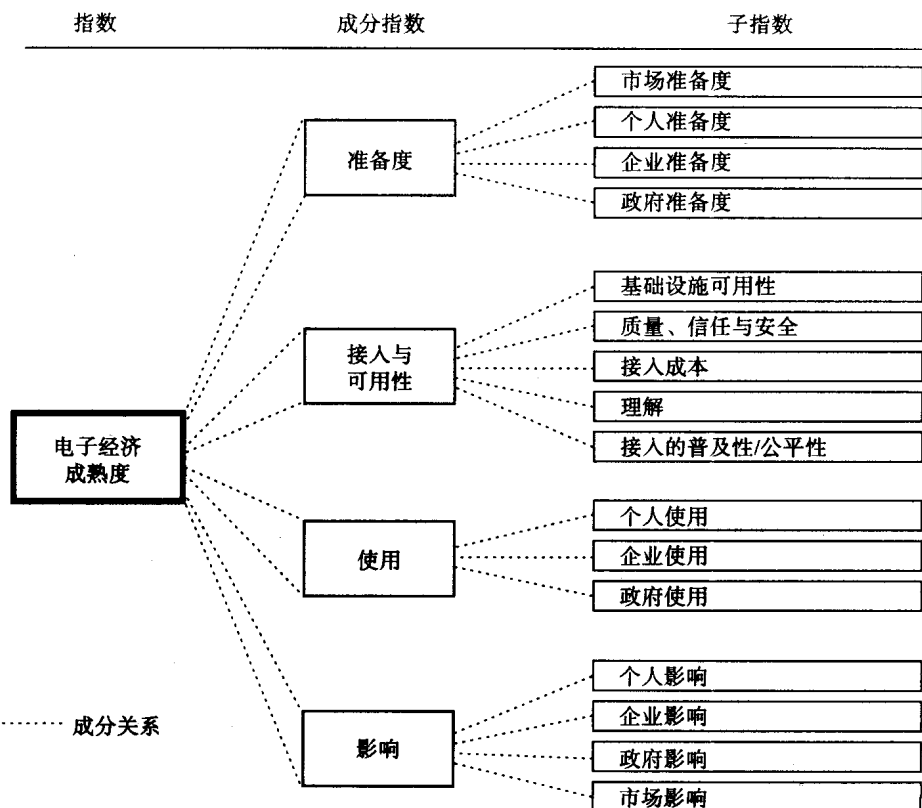 指数 成分指数 子指数
市场准备度
个人准备度
准备度
企业准备度
政府准备度
基础设施可用性
质量、信任与安全
接入与
可用性
接入成本
理解
接入的普及性/公平性
电子经济
成熟度
个人使用
使用
企业使用
政府使用
个人影响
企业影响
影响
政府影响
市场影响
成分关系